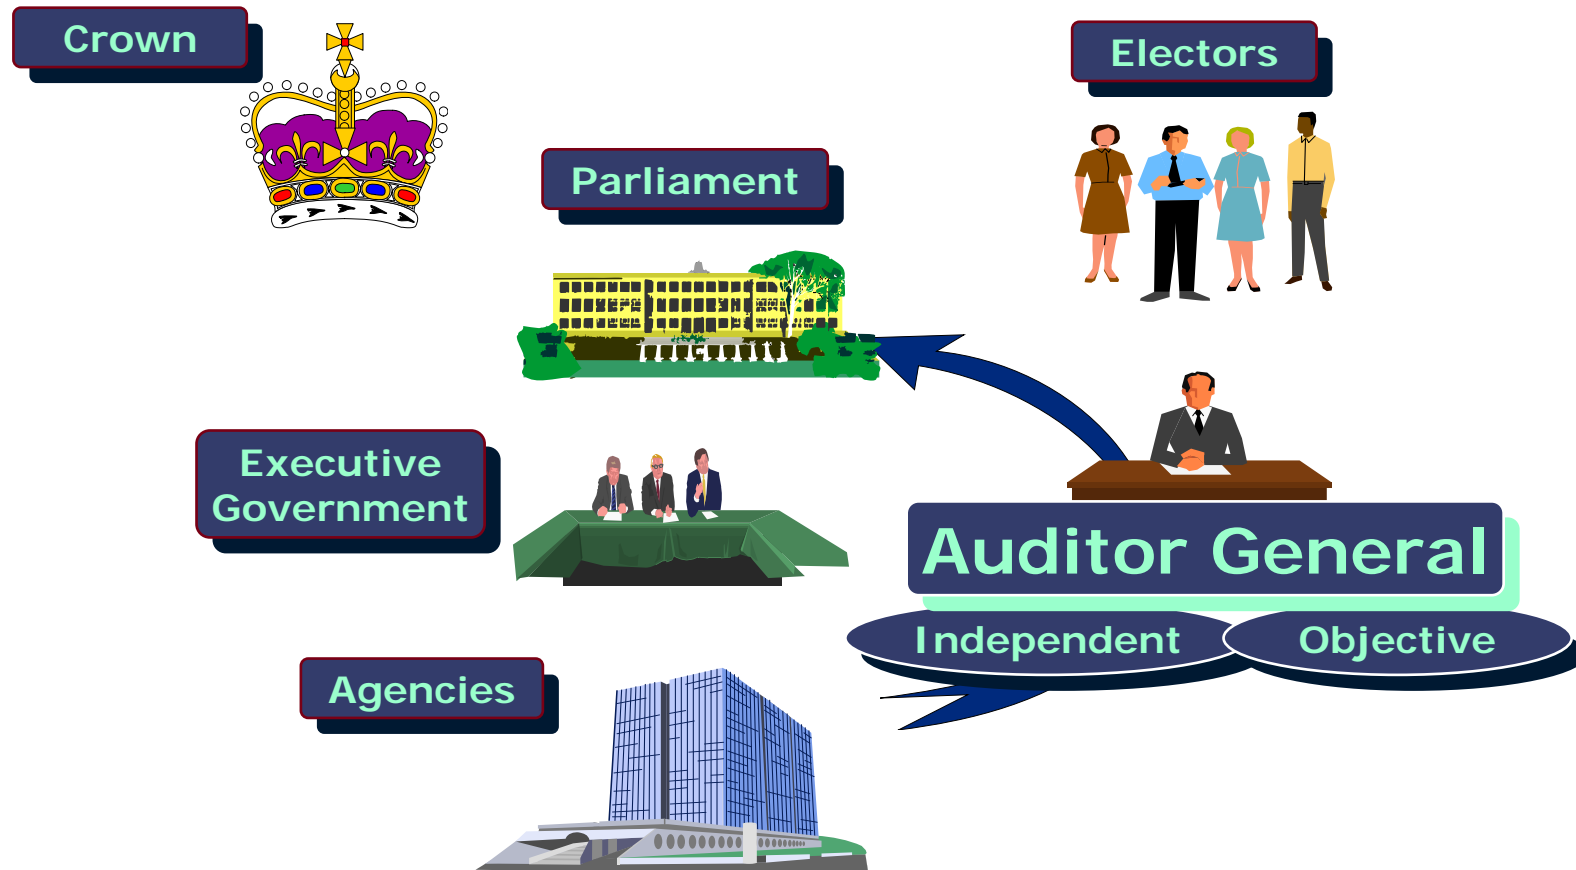 Crown
Electors
Parliament
Executive
Government
Auditor General
Independent
Objective
Agencies